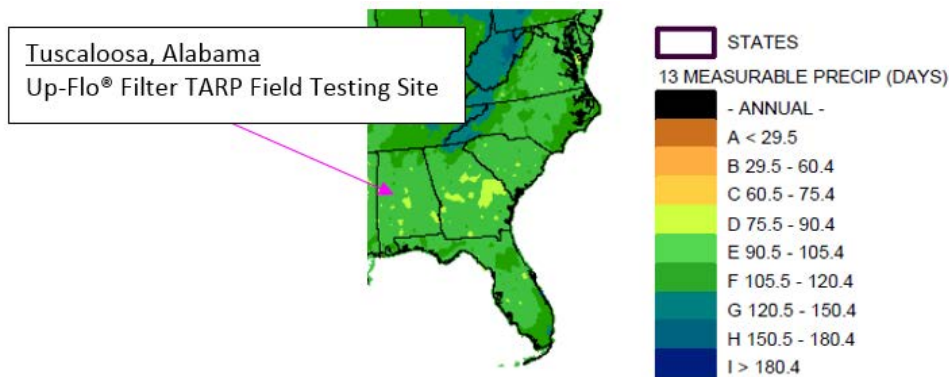 Tuscaloosa, Alabama
Up-Flo® Filter TARP Field Testing Site
STATES
13 MEASURABLE PRECIP (DAYS)
- ANNUAL -
A < 29.5
B 29.5 - 60.4
C 60.5 - 75.4
D 75.5 - 90.4
E 90.5 - 105.4
F 105.5 - 120.4
G 120.5 - 150.4
H 150.5 - 180.4
I > 180.4